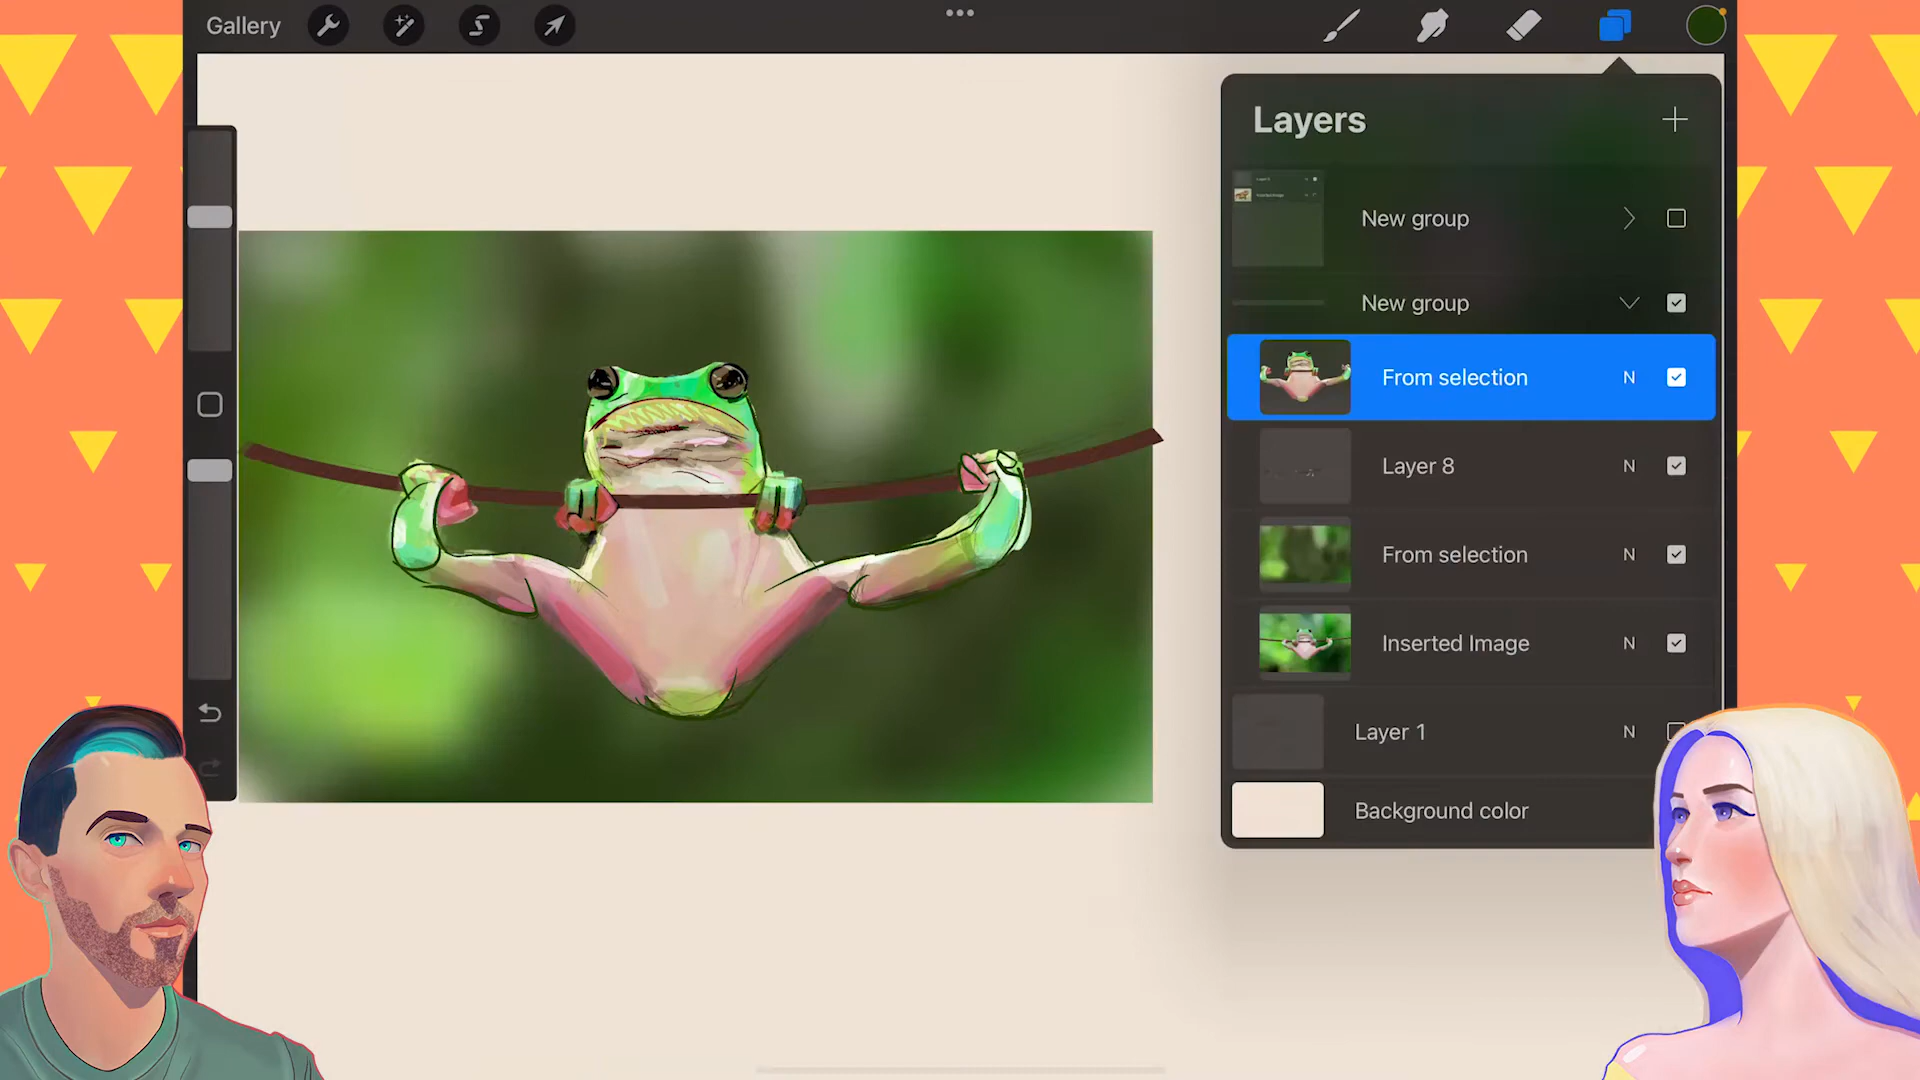 Gallery
Layers
New group
New group
From selection N
Layer 8 N
From selection N
Inserted Image N
Layer 1 N
Background color